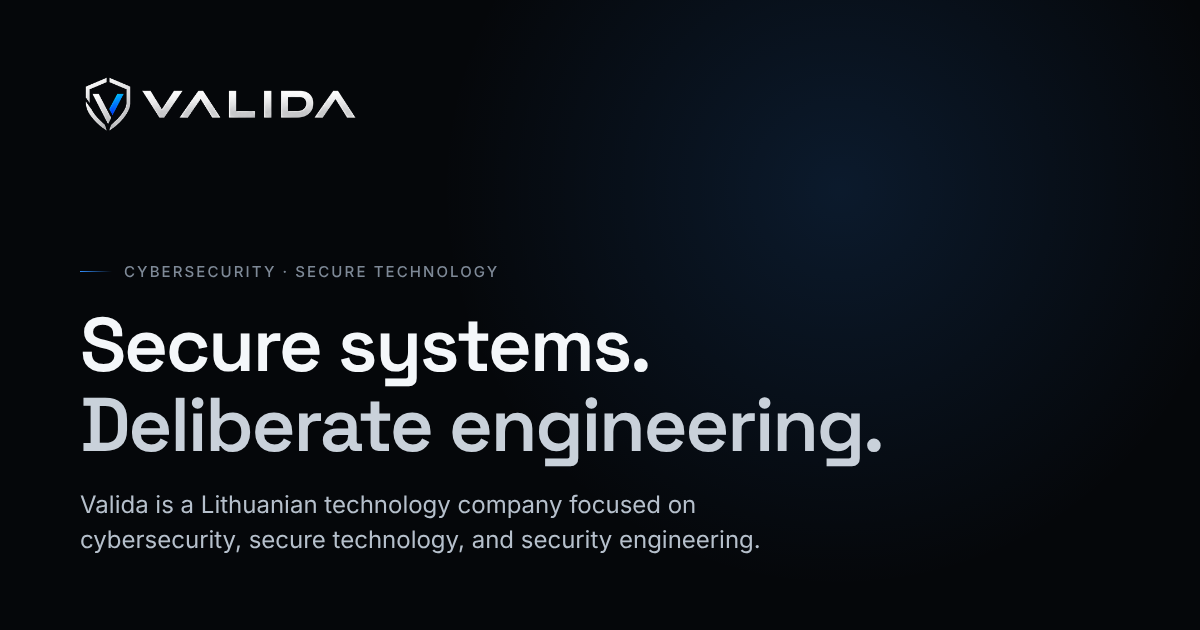 VALIDA
CYBERSECURITY · SECURE TECHNOLOGY
Secure systems.
Deliberate engineering.
Valida is a Lithuanian technology company focused on
cybersecurity, secure technology, and security engineering.